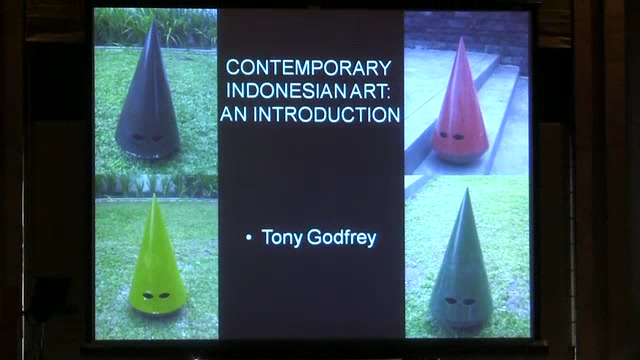 CONTEMPORARY
INDONESIAN ART:
AN INTRODUCTION
• Tony Godfrey